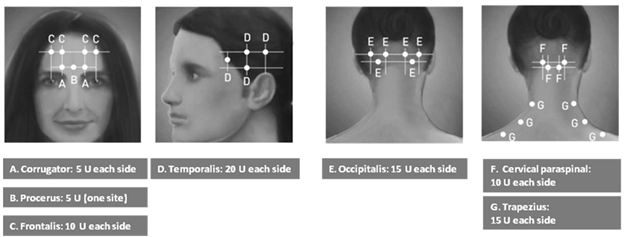 C C C C
B
A A
D D
D
D
E E E E
E E
F F
F F
G G
G G
A. Corrugator: 5 U each side
B. Procerus: 5 U (one site)
C. Frontalis: 10 U each side
D. Temporalis: 20 U each side
E. Occipitalis: 15 U each side
F. Cervical paraspinal:
10 U each side
G. Trapezius:
15 U each side